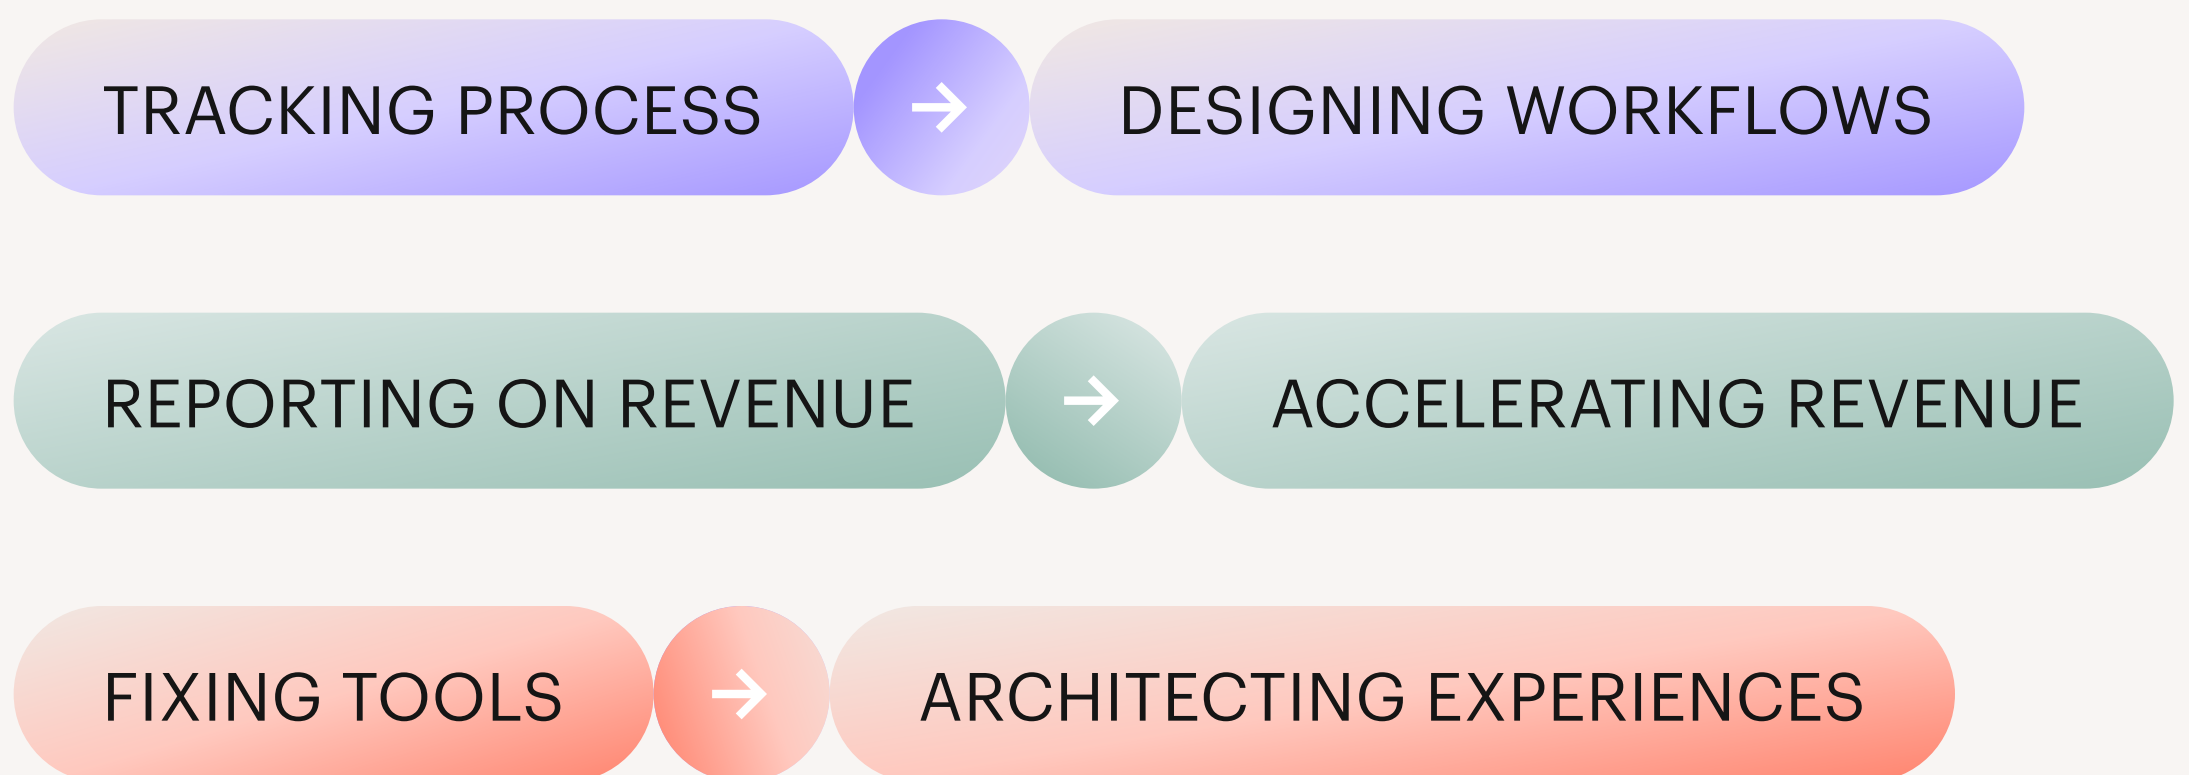 TRACKING PROCESS → DESIGNING WORKFLOWS
REPORTING ON REVENUE → ACCELERATING REVENUE
FIXING TOOLS → ARCHITECTING EXPERIENCES